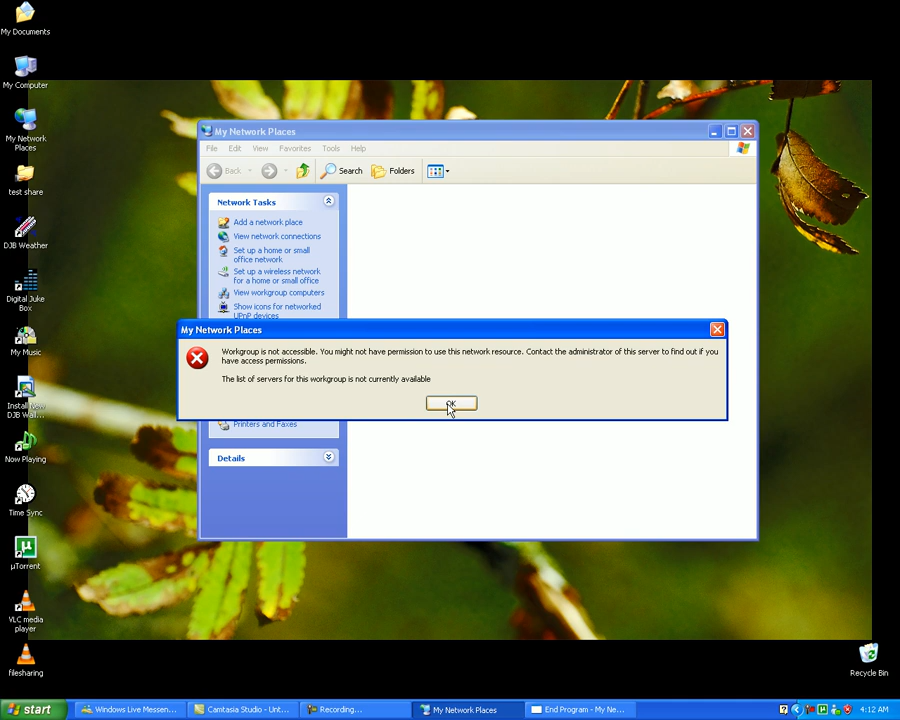 My Documents
My Computer
My Network
Places
test share
DJB Weather
Digital Juke
Box
My Music
Install New
DJB Wall...
Now Playing
Time Sync
µTorrent
VLC media
player
filesharing
My Network Places
File Edit View Favorites Tools Help
Back Search Folders
Network Tasks
Add a network place
View network connections
Set up a home or small
office network
Set up a wireless network
for a home or small office
View workgroup computers
Show icons for networked
UPnP devices
My Network Places
Workgroup is not accessible. You might not have permission to use this network resource. Contact the administrator of this server to find out if you
have access permissions.
The list of servers for this workgroup is not currently available
OK
Printers and Faxes
Details
Recycle Bin
start
Windows Live Messen...
Camtasia Studio - Unt...
Recording...
My Network Places
End Program - My Ne...
4:12 AM